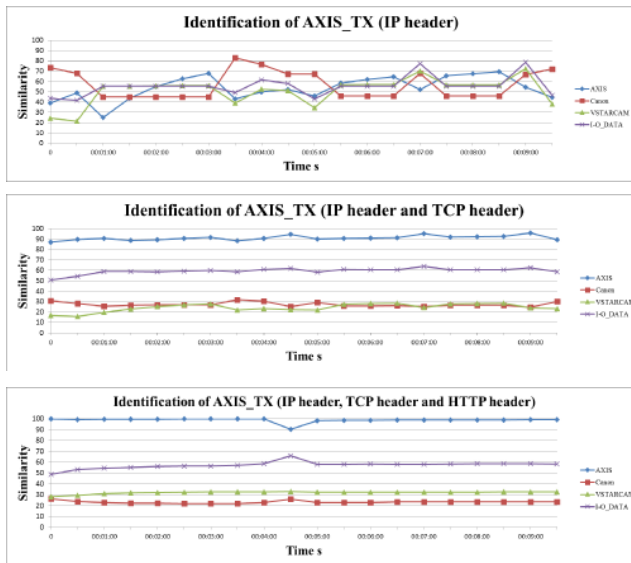 Identification of AXIS_TX (IP header)
Similarity
100
90
80
70
60
50
40
30
20
10
0
0 00:01:00 00:02:00 00:03:00 00:04:00 00:05:00 00:06:00 00:07:00 00:08:00 00:09:00
Time s
AXIS
Canon
VSTARCAM
I-O_DATA
Identification of AXIS_TX (IP header and TCP header)
Similarity
100
90
80
70
60
50
40
30
20
10
0
0 00:01:00 00:02:00 00:03:00 00:04:00 00:05:00 00:06:00 00:07:00 00:08:00 00:09:00
Time s
AXIS
Canon
VSTARCAM
I-O_DATA
Identification of AXIS_TX (IP header, TCP header and HTTP header)
Similarity
100
90
80
70
60
50
40
30
20
10
0
0 00:01:00 00:02:00 00:03:00 00:04:00 00:05:00 00:06:00 00:07:00 00:08:00 00:09:00
Time s
AXIS
Canon
VSTARCAM
I-O_DATA